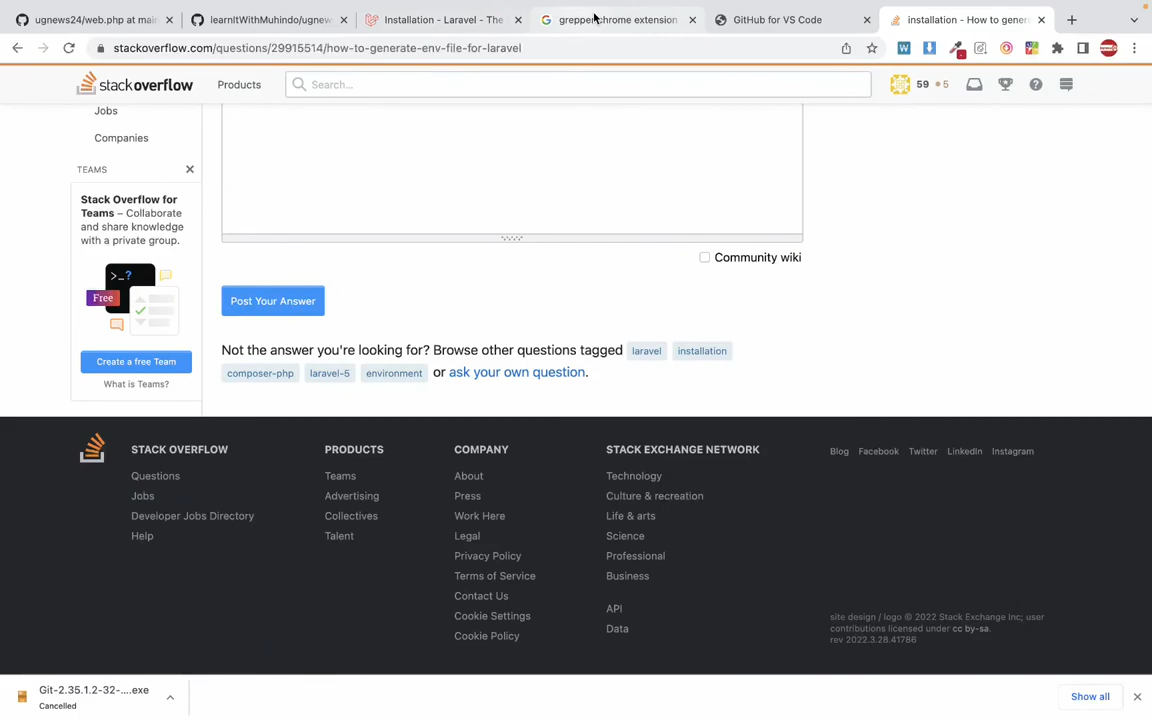 ugnews24/web.php at mai
learnItWithMuhindo/ugnew
Installation - Laravel - The
grepper chrome extension
GitHub for VS Code
installation - How to gener
stackoverflow.com/questions/29915514/how-to-generate-env-file-for-laravel
stackoverflow
Products
Search...
59
5
Jobs
Companies
TEAMS
Stack Overflow for
Teams – Collaborate
and share knowledge
with a private group.
>_?
Free
Create a free Team
What is Teams?
Community wiki
Post Your Answer
Not the answer you're looking for? Browse other questions tagged laravel installation
composer-php laravel-5 environment or ask your own question.
STACK OVERFLOW
Questions
Jobs
Developer Jobs Directory
Help
PRODUCTS
Teams
Advertising
Collectives
Talent
COMPANY
About
Press
Work Here
Legal
Privacy Policy
Terms of Service
Contact Us
Cookie Settings
Cookie Policy
STACK EXCHANGE NETWORK
Technology
Culture & recreation
Life & arts
Science
Professional
Business
API
Data
Blog Facebook Twitter LinkedIn Instagram
site design / logo © 2022 Stack Exchange Inc; user
contributions licensed under cc by-sa.
rev 2022.3.28.41786
Git-2.35.1.2-32-....exe
Cancelled
Show all